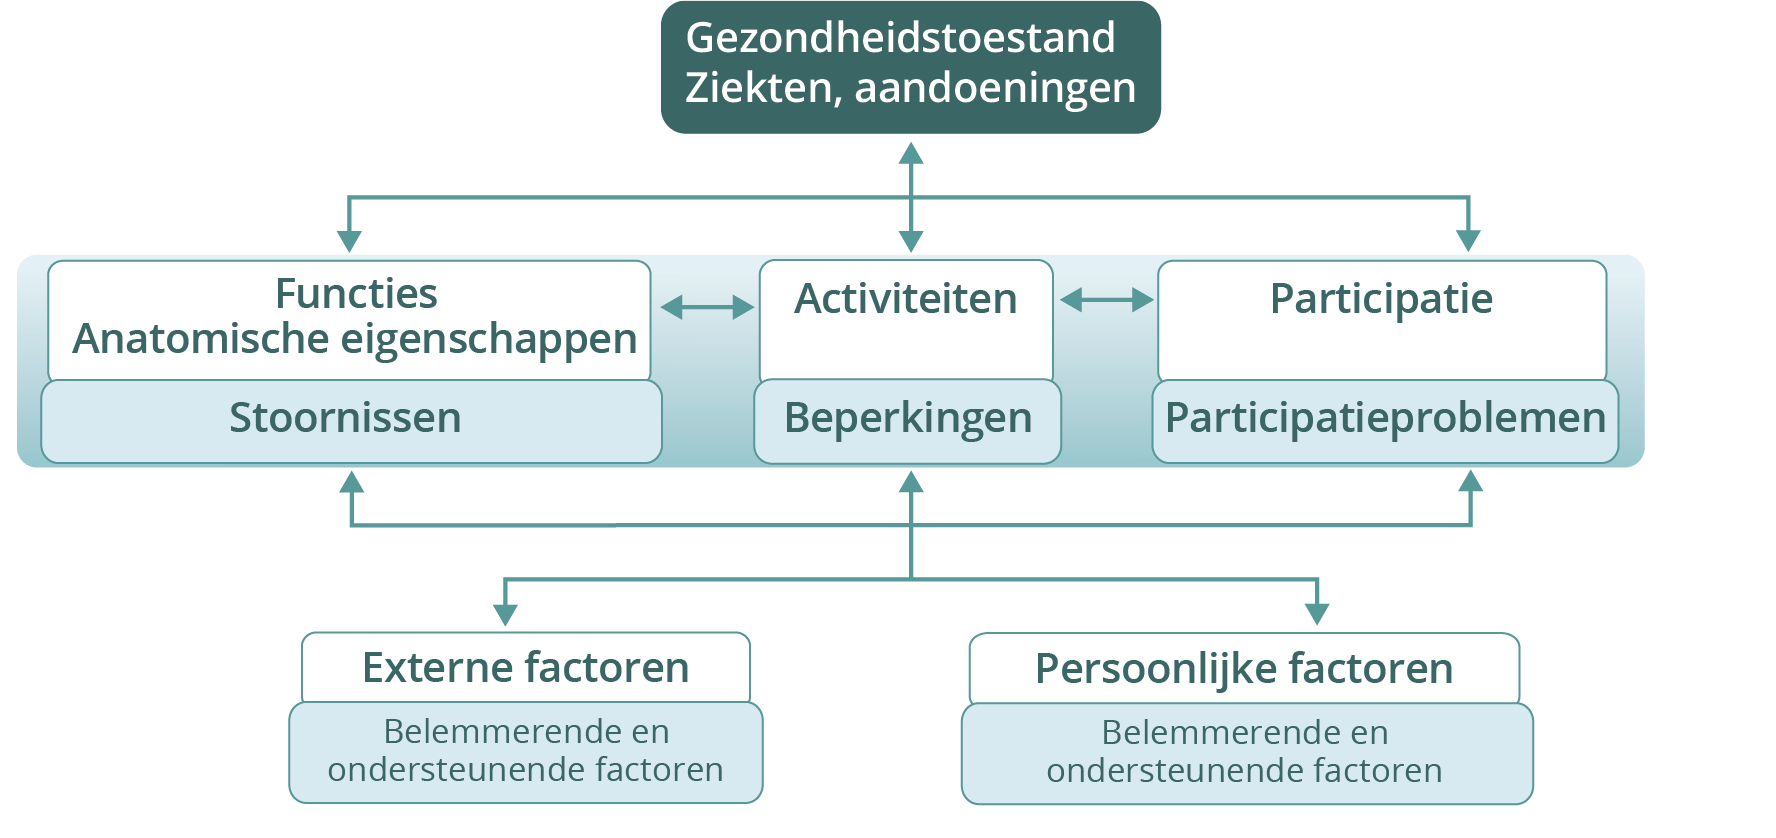 Gezondheidstoestand
Ziekten, aandoeningen
Functies
Anatomische eigenschappen
Stoornissen
Activiteiten
Beperkingen
Participatie
Participatieproblemen
Externe factoren
Belemmerende en
ondersteunende factoren
Persoonlijke factoren
Belemmerende en
ondersteunende factoren